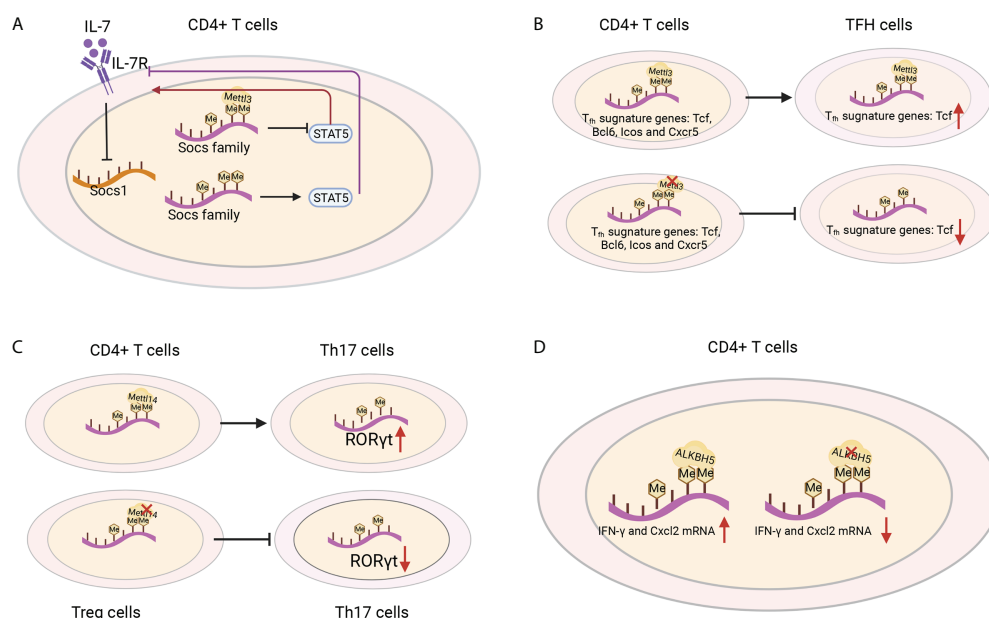 A
CD4+ T cells
IL-7
IL-7R
Mettl3
Me
Me Me
Socs family
STAT5
Socs1
Me
Me Me
Socs family
STAT5
B
CD4+ T cells
TFH cells
Mettl3
Me
Me Me
Tfh sugnature genes: Tcf,
Bcl6, Icos and Cxcr5
Mettl3
Me
Me Me
Tfh sugnature genes: Tcf
Mettl3
Me
Me Me
Tfh sugnature genes: Tcf,
Bcl6, Icos and Cxcr5
Me
Me
Tfh sugnature genes: Tcf
C
CD4+ T cells
Th17 cells
Mettl14
Me
Me Me
Me
Me
RORγt
Mettl14
Me
Me Me
Me
Me
RORγt
Treg cells
Th17 cells
D
CD4+ T cells
ALKBH5
Me
Me Me
IFN-γ and Cxcl2 mRNA
ALKBH5
Me
Me Me
IFN-γ and Cxcl2 mRNA